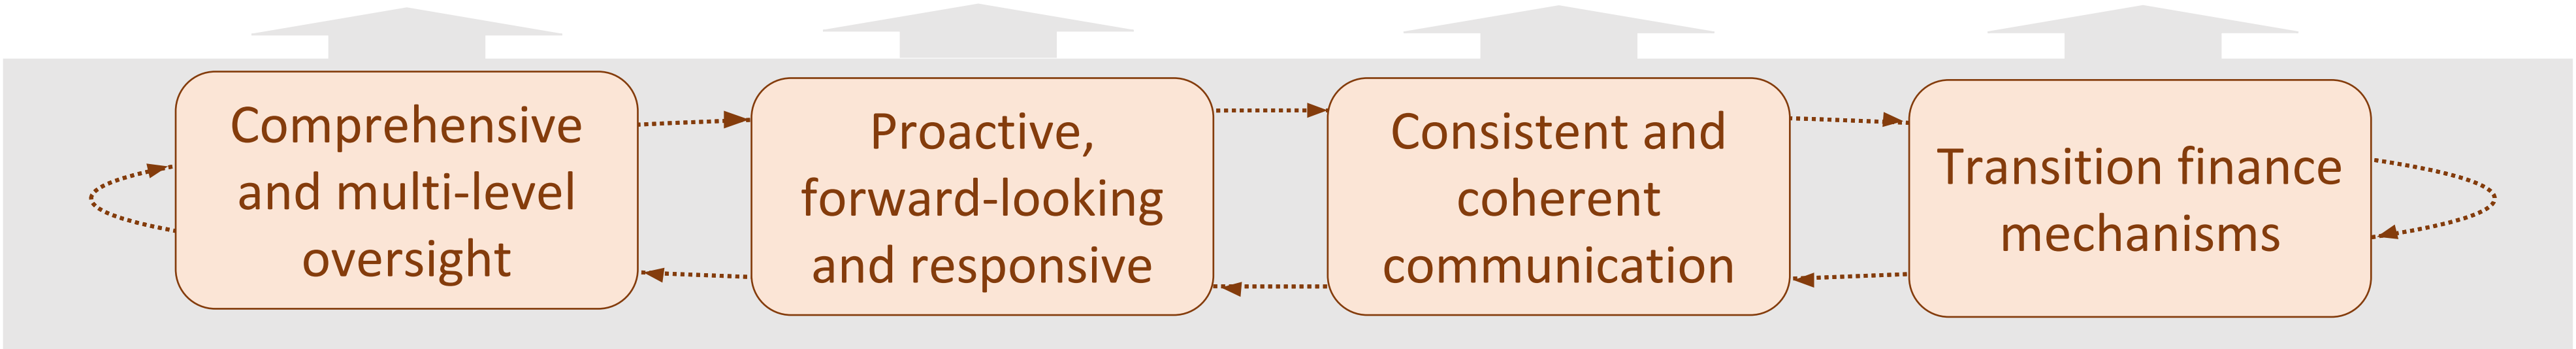 Comprehensive
and multi-level
oversight
Proactive,
forward-looking
and responsive
Consistent and
coherent
communication
Transition finance
mechanisms